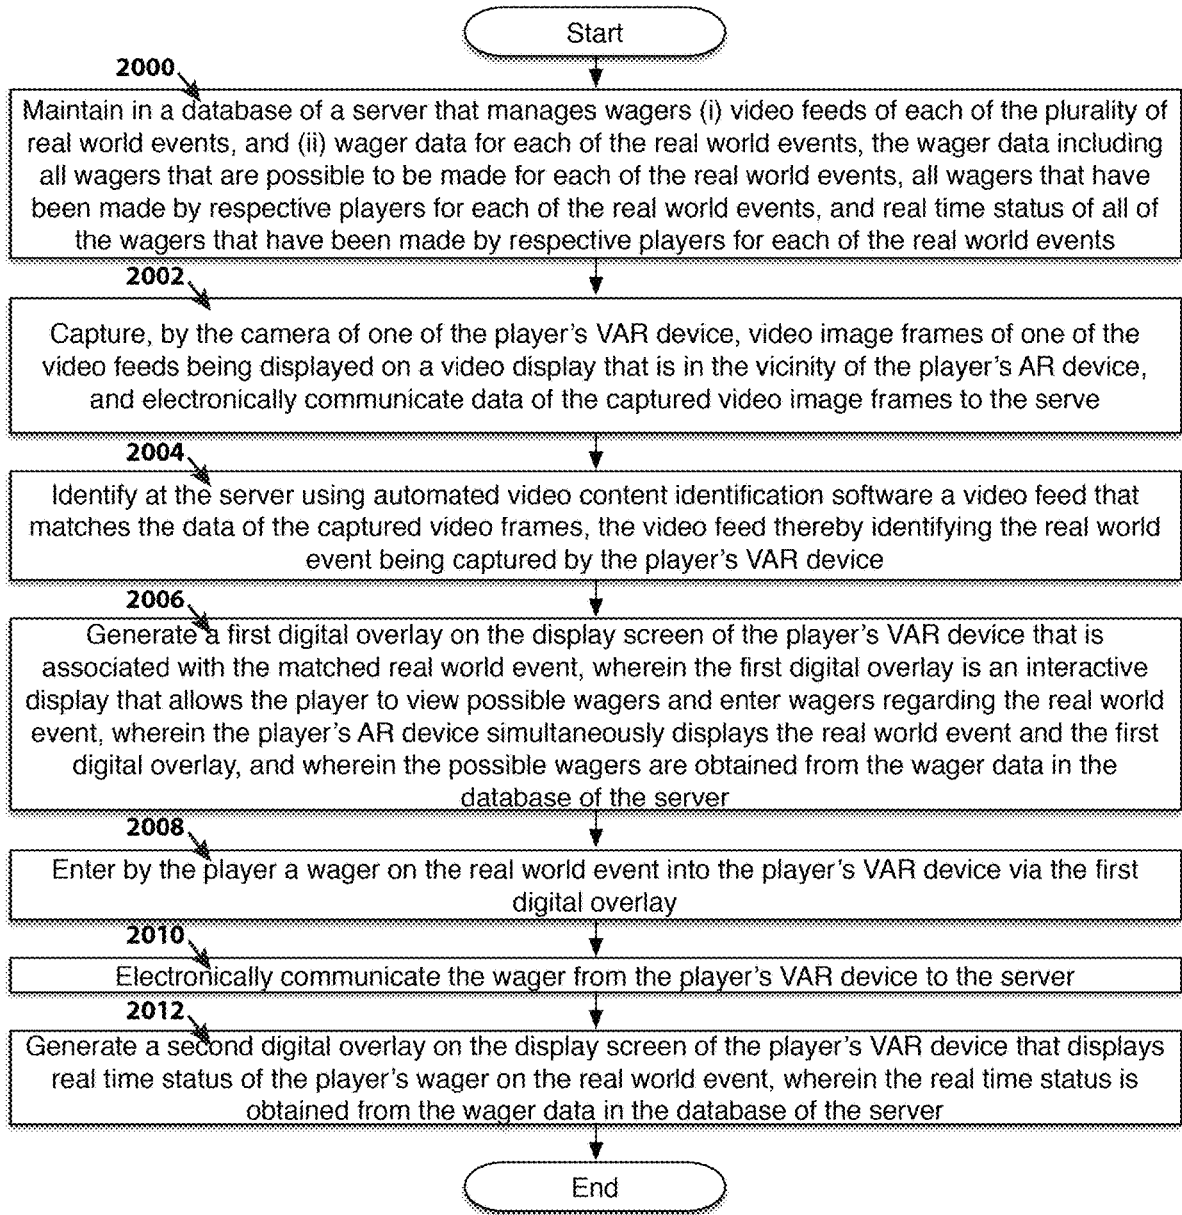 Start
2000
Maintain in a database of a server that manages wagers (i) video feeds of each of the plurality of
real world events, and (ii) wager data for each of the real world events, the wager data including
all wagers that are possible to be made for each of the real world events, all wagers that have
been made by respective players for each of the real world events, and real time status of all of
the wagers that have been made by respective players for each of the real world events
2002
Capture, by the camera of one of the player's VAR device, video image frames of one of the
video feeds being displayed on a video display that is in the vicinity of the player's AR device,
and electronically communicate data of the captured video image frames to the serve
2004
Identify at the server using automated video content identification software a video feed that
matches the data of the captured video frames, the video feed thereby identifying the real world
event being captured by the player's VAR device
2006
Generate a first digital overlay on the display screen of the player's VAR device that is
associated with the matched real world event, wherein the first digital overlay is an interactive
display that allows the player to view possible wagers and enter wagers regarding the real world
event, wherein the player's AR device simultaneously displays the real world event and the first
digital overlay, and wherein the possible wagers are obtained from the wager data in the
database of the server
2008
Enter by the player a wager on the real world event into the player's VAR device via the first
digital overlay
2010
Electronically communicate the wager from the player's VAR device to the server
2012
Generate a second digital overlay on the display screen of the player's VAR device that displays
real time status of the player's wager on the real world event, wherein the real time status is
obtained from the wager data in the database of the server
End